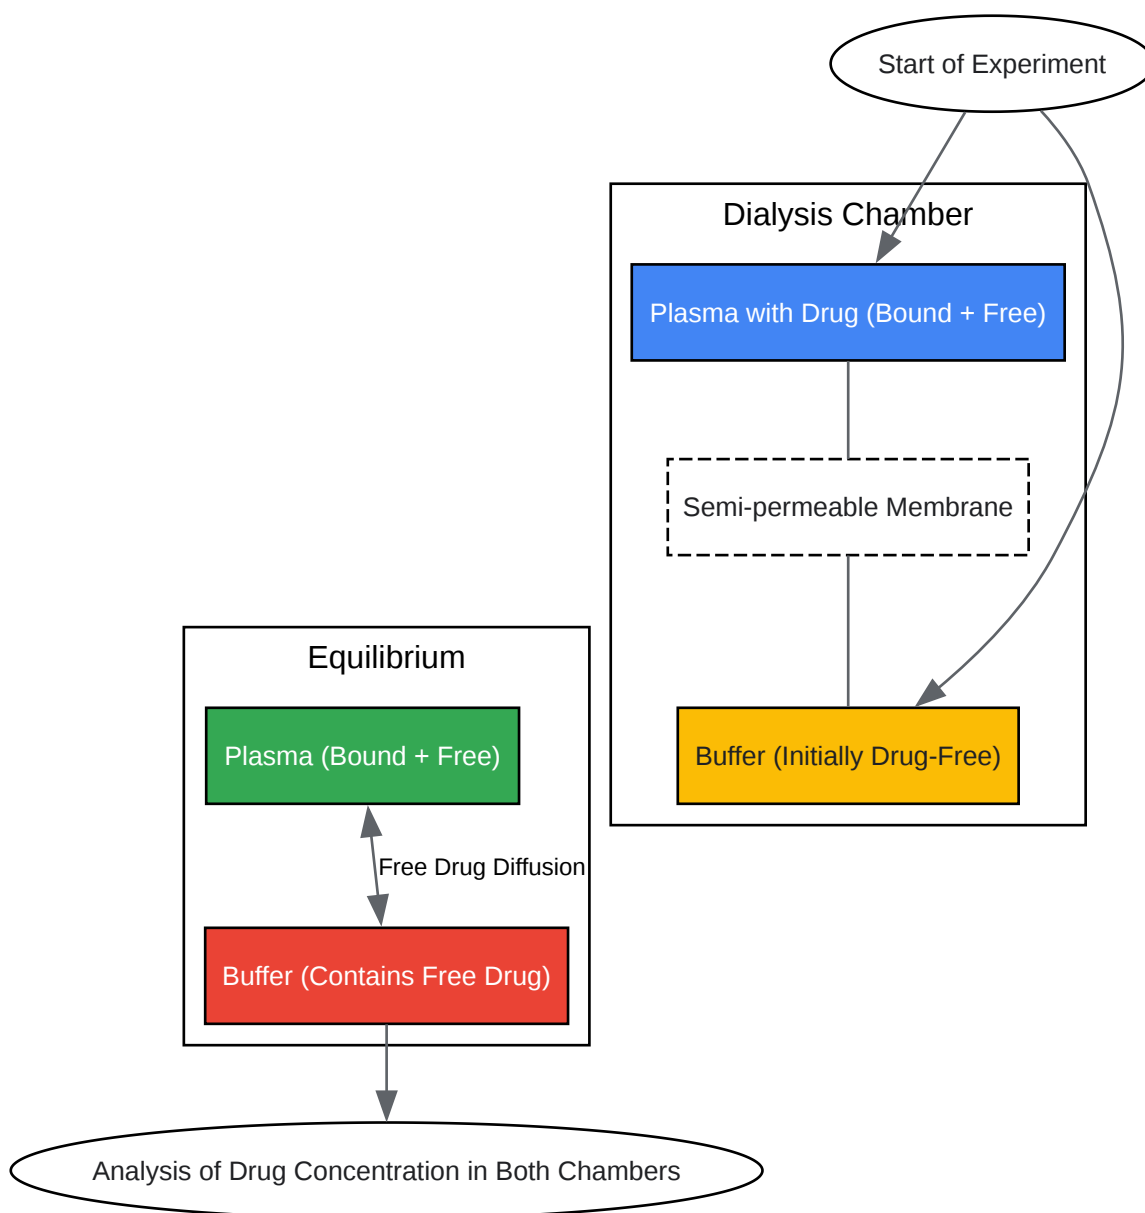 Start of Experiment
Dialysis Chamber
Plasma with Drug (Bound + Free)
Semi-permeable Membrane
Buffer (Initially Drug-Free)
Equilibrium
Plasma (Bound + Free)
Free Drug Diffusion
Buffer (Contains Free Drug)
Analysis of Drug Concentration in Both Chambers